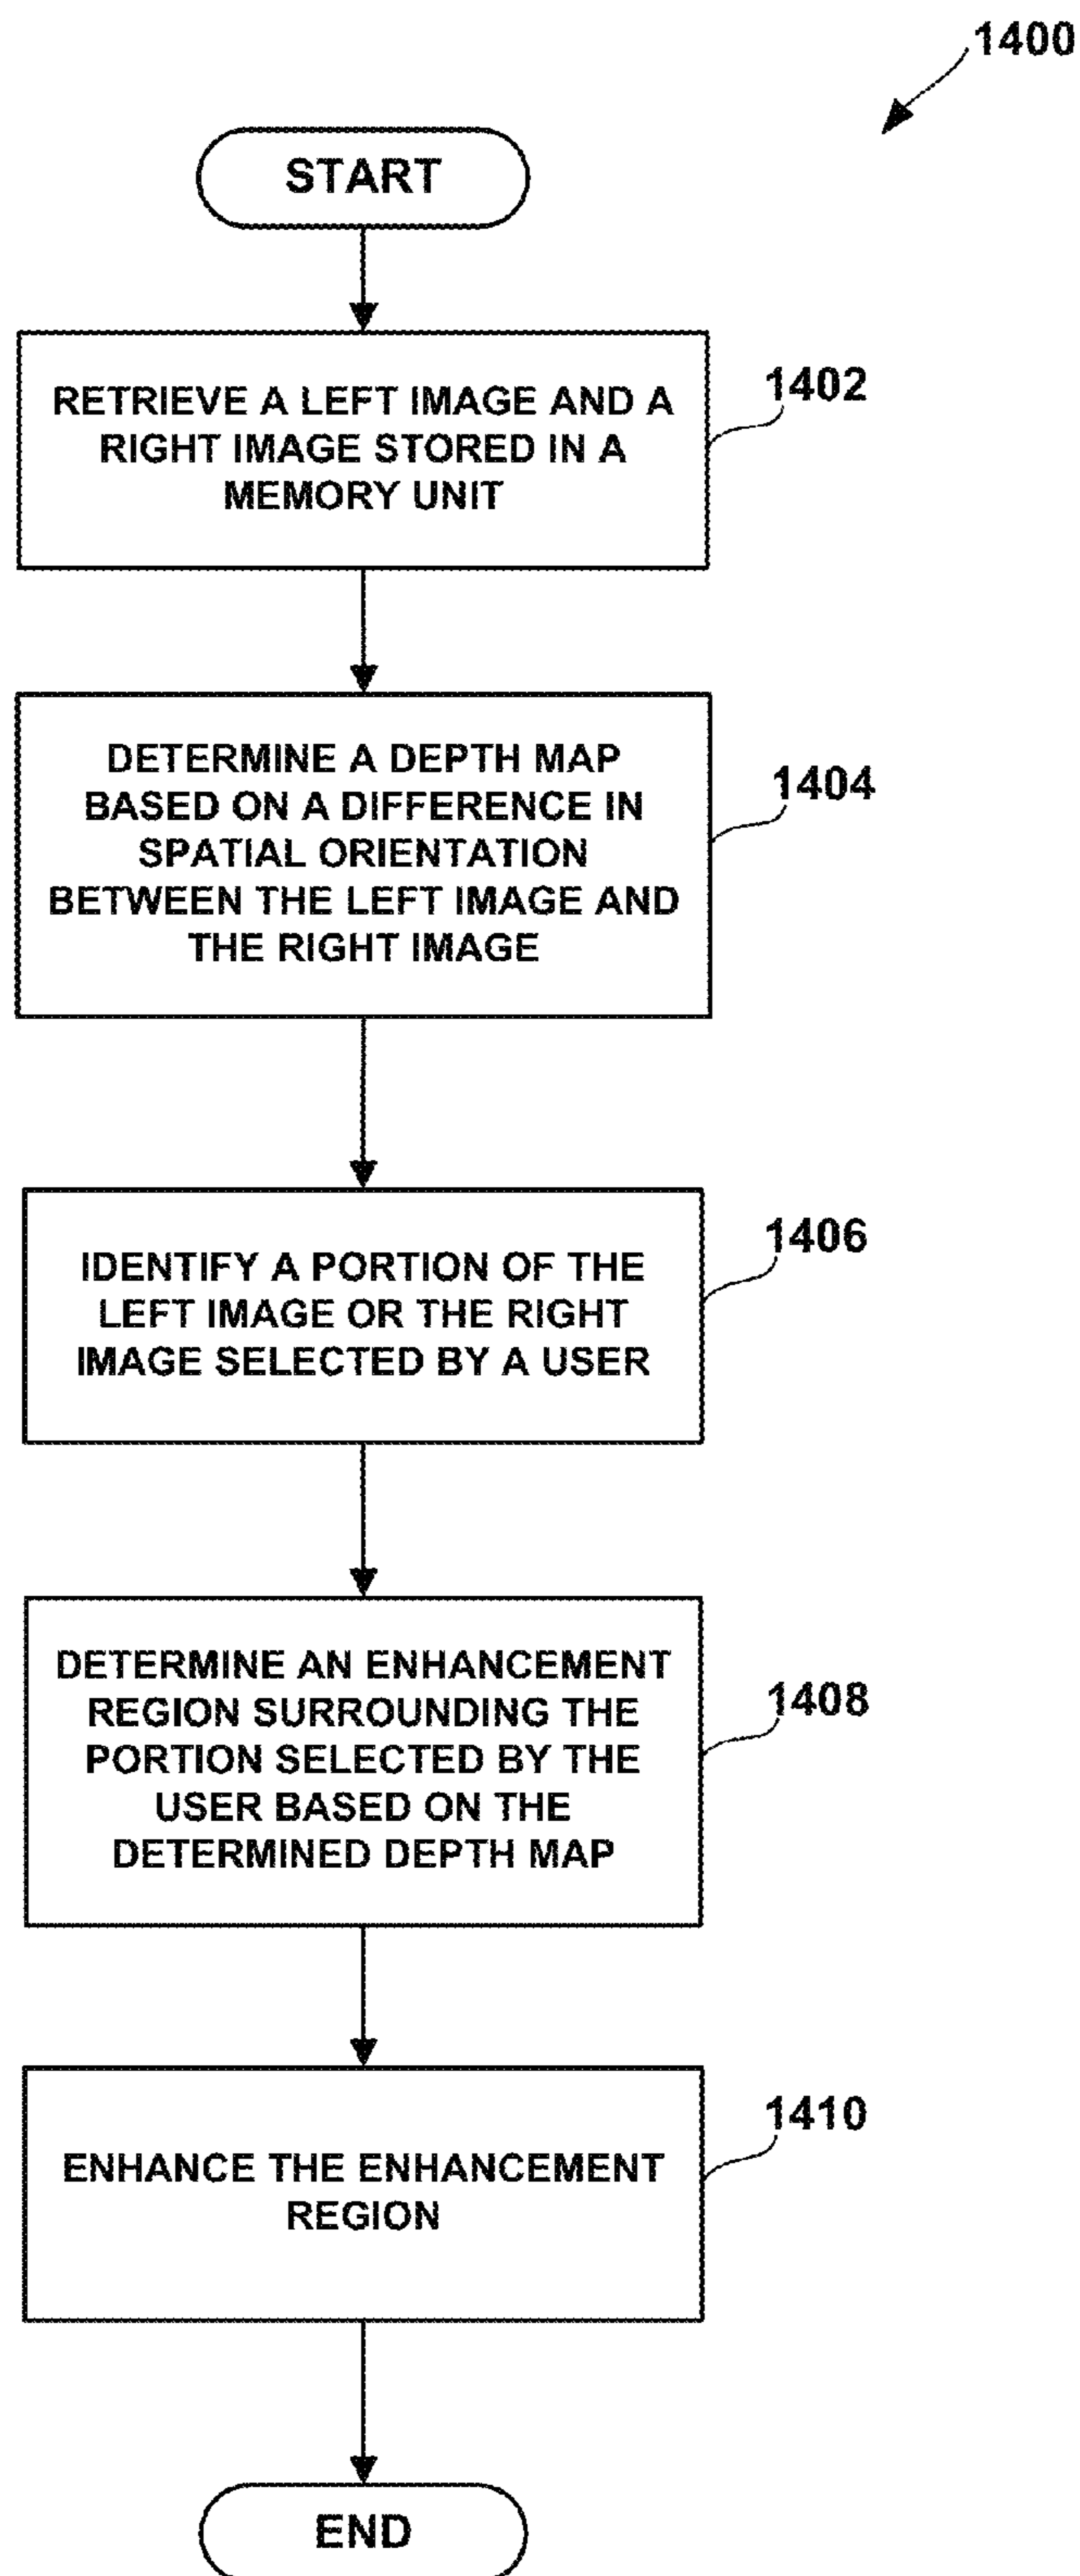 1400
START
RETRIEVE A LEFT IMAGE AND A
RIGHT IMAGE STORED IN A
MEMORY UNIT
1402
DETERMINE A DEPTH MAP
BASED ON A DIFFERENCE IN
SPATIAL ORIENTATION
BETWEEN THE LEFT IMAGE AND
THE RIGHT IMAGE
1404
IDENTIFY A PORTION OF THE
LEFT IMAGE OR THE RIGHT
IMAGE SELECTED BY A USER
1406
DETERMINE AN ENHANCEMENT
REGION SURROUNDING THE
PORTION SELECTED BY THE
USER BASED ON THE
DETERMINED DEPTH MAP
1408
ENHANCE THE ENHANCEMENT
REGION
1410
END